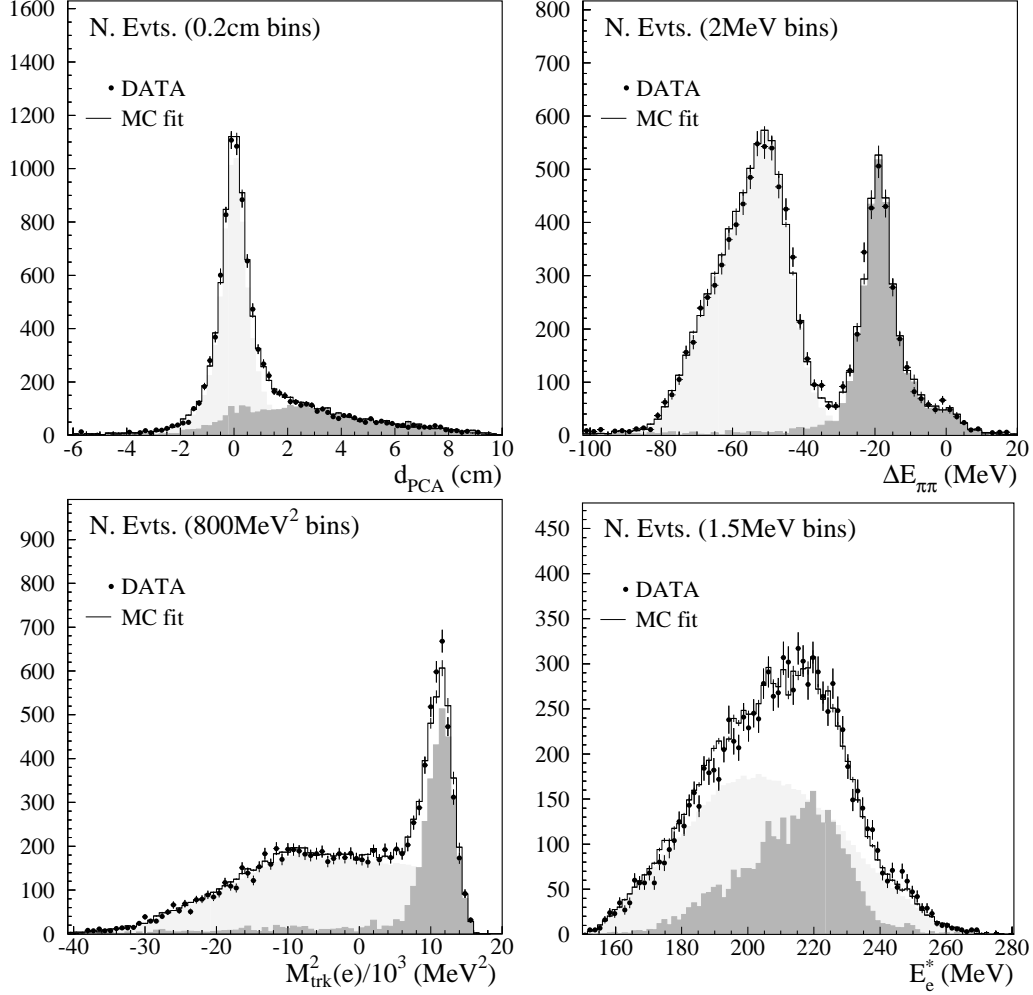 N. Evts. (0.2cm bins)
DATA
MC fit
1600
1400
1200
1000
800
600
400
200
0
-6 -4 -2 0 2 4 6 8 10
d_PCA (cm)
N. Evts. (2MeV bins)
DATA
MC fit
800
700
600
500
400
300
200
100
0
-100 -80 -60 -40 -20 0 20
ΔE_ππ (MeV)
N. Evts. (800MeV² bins)
DATA
MC fit
900
800
700
600
500
400
300
200
100
0
-40 -30 -20 -10 0 10 20
M²_trk(e)/10³ (MeV²)
N. Evts. (1.5MeV bins)
DATA
MC fit
450
400
350
300
250
200
150
100
50
0
160 180 200 220 240 260 280
E*_e (MeV)